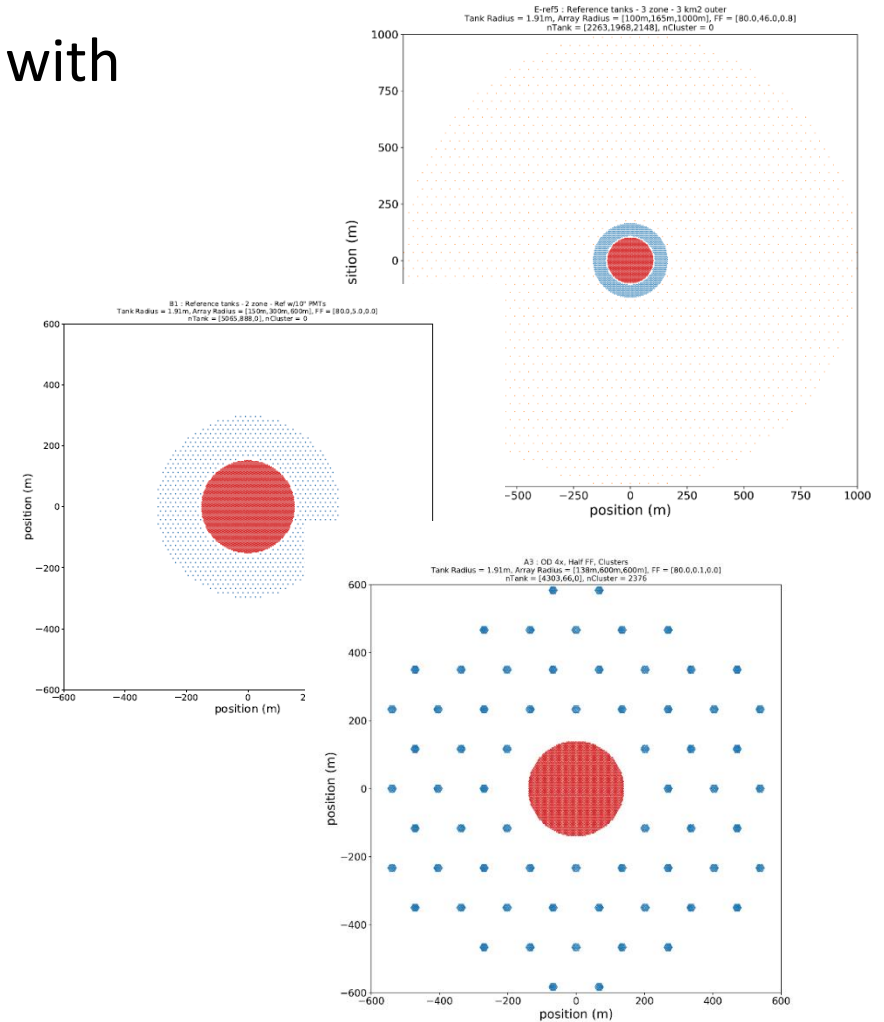 with
E-ref5 : Reference tanks - 3 zone - 3 km2 outer
Tank Radius = 1.91m, Array Radius = [100m,165m,1000m], FF = [80.0,46.0,0.8]
nTank = [2263,1968,2148], nCluster = 0
1000
750
500
250
0
sition (m)
−500 −250 0 250 500 750 1000
position (m)
B1 : Reference tanks - 2 zone - Ref w/10" PMTs
Tank Radius = 1.91m, Array Radius = [150m,300m,600m], FF = [80.0,5.0,0.0]
nTank = [5065,888,0], nCluster = 0
600
400
200
0
−200
−400
−600
position (m)
−600 −400 −200 0 2
position (m)
A3 : OD 4x, Half FF, Clusters
Tank Radius = 1.91m, Array Radius = [138m,600m,600m], FF = [80.0,0.1,0.0]
nTank = [4303,66,0], nCluster = 2376
600
400
200
0
−200
−400
−600
position (m)
−600 −400 −200 0 200 400 600
position (m)